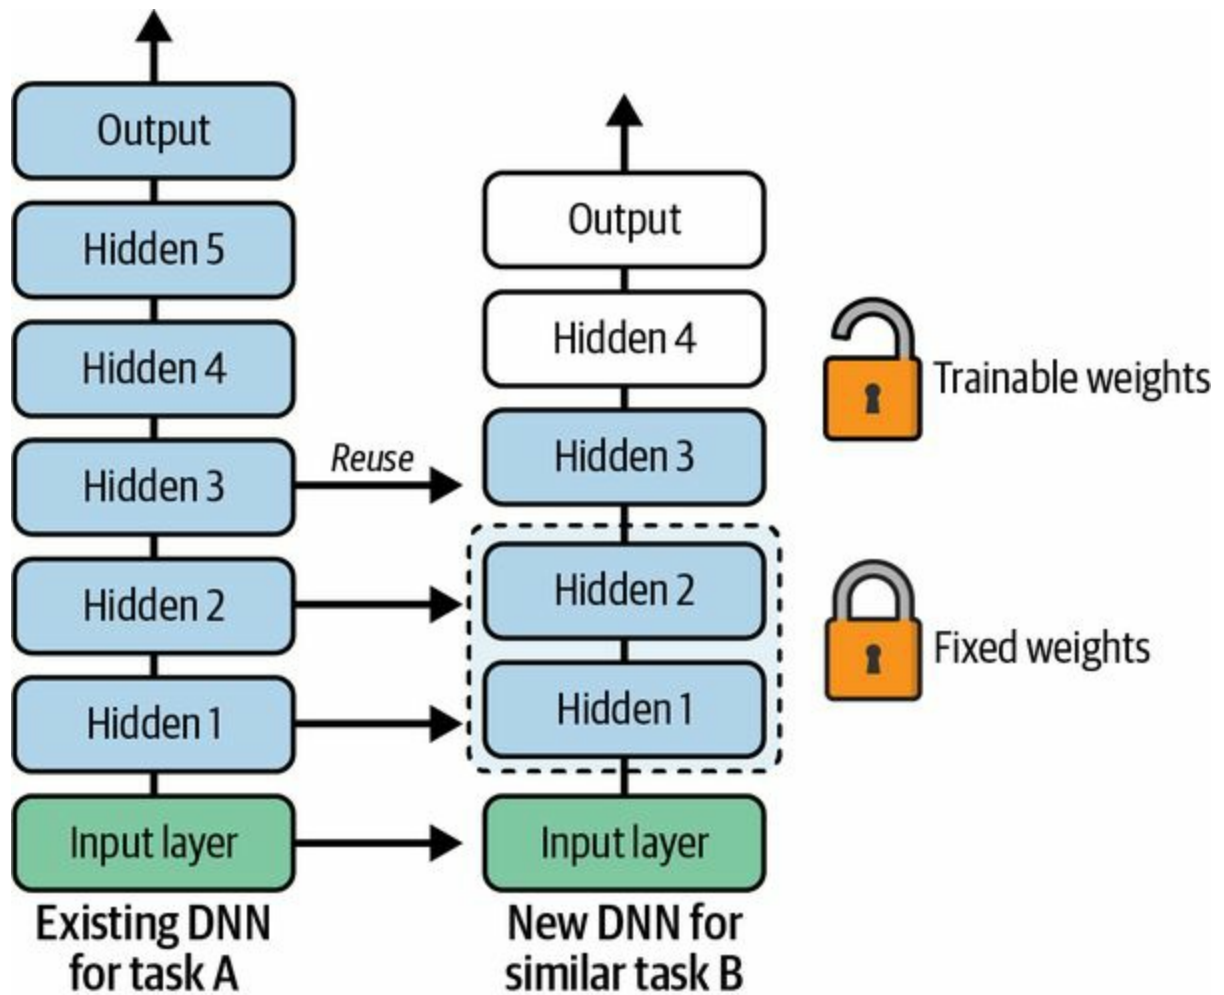 Output
Hidden 5
Hidden 4
Hidden 3
Hidden 2
Hidden 1
Input layer
Existing DNN
for task A
Reuse
Output
Hidden 4
Hidden 3
Hidden 2
Hidden 1
Input layer
New DNN for
similar task B
Trainable weights
Fixed weights